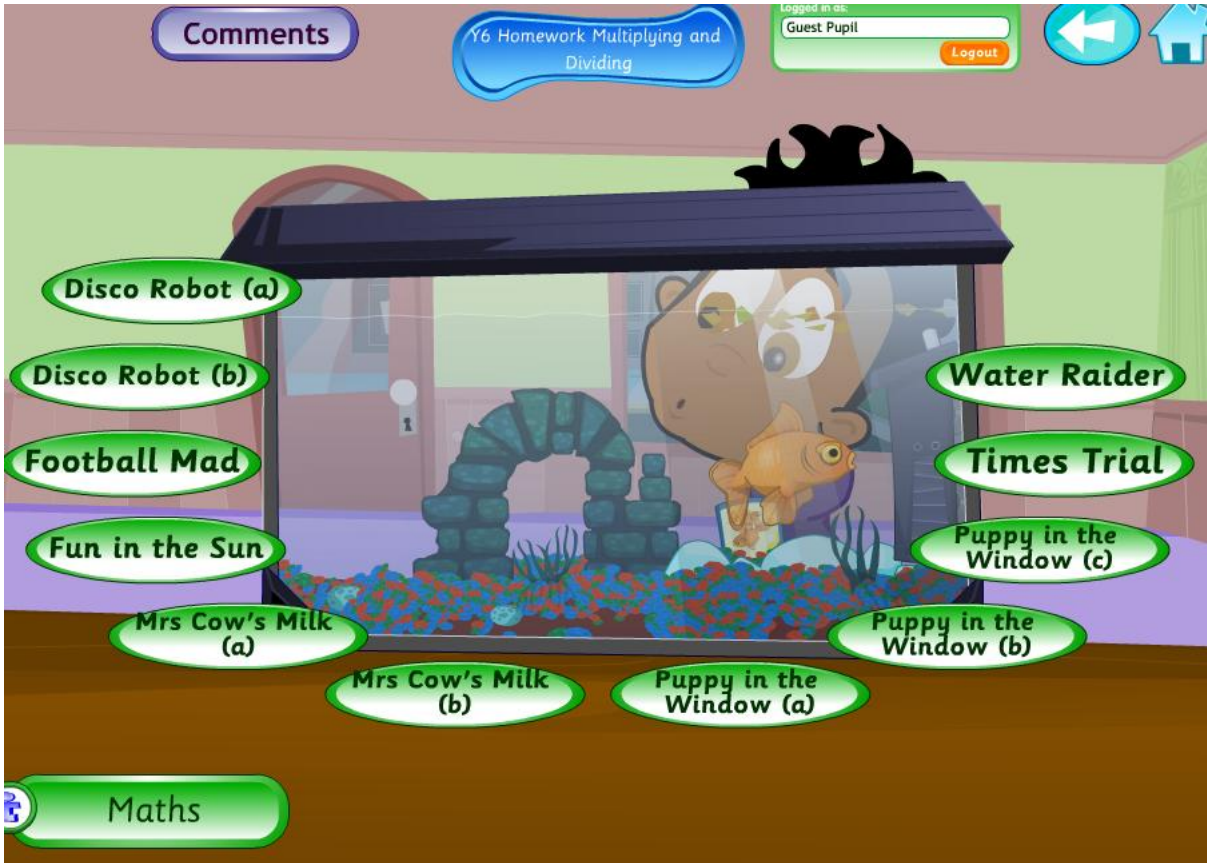 Comments
Y6 Homework Multiplying and
Dividing
Logged in as:
Guest Pupil
Logout
Disco Robot (a)
Disco Robot (b)
Football Mad
Fun in the Sun
Mrs Cow's Milk
(a)
Mrs Cow's Milk
(b)
Puppy in the
Window (a)
Puppy in the
Window (b)
Puppy in the
Window (c)
Times Trial
Water Raider
Maths